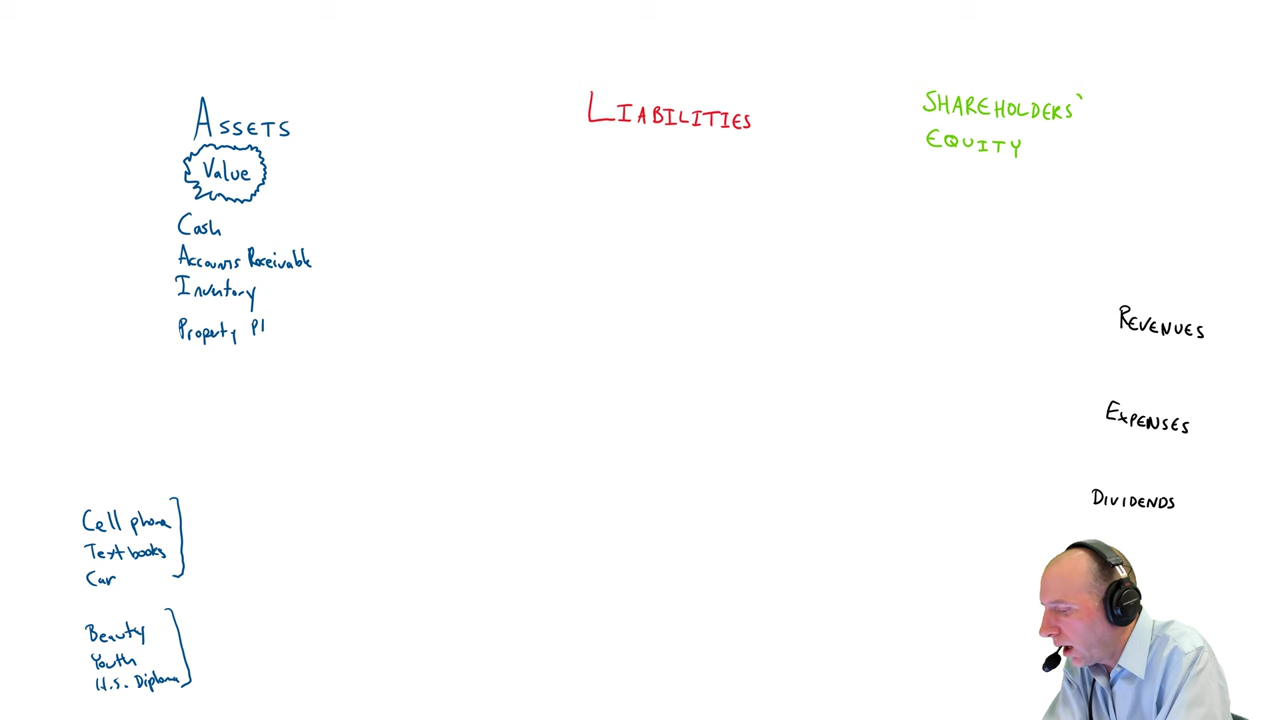 ASSETS
Value
Cash
Accounts Receivable
Inventory
Property Pl
Cell phone
Textbooks
Car
Beauty
Youth
H.S. Diploma
LIABILITIES
SHAREHOLDERS'
EQUITY
REVENUES
EXPENSES
DIVIDENDS